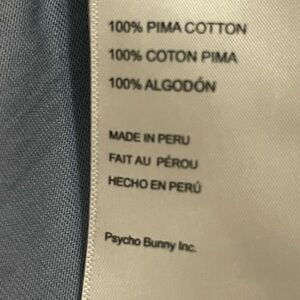 100% PIMA COTTON
100% COTON PIMA
100% ALGODÓN
MADE IN PERU
FAIT AU PÉROU
HECHO EN PERÚ
Psycho Bunny Inc.